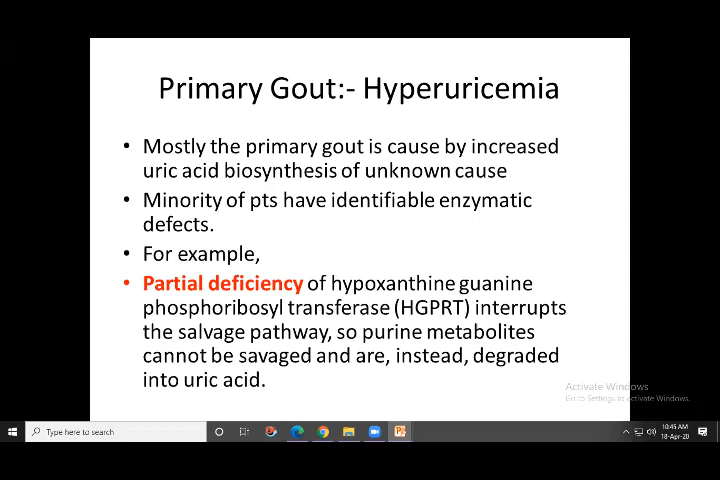 Primary Gout:- Hyperuricemia
• Mostly the primary gout is cause by increased
uric acid biosynthesis of unknown cause
• Minority of pts have identifiable enzymatic
defects.
• For example,
• Partial deficiency of hypoxanthine guanine
phosphoribosyl transferase (HGPRT) interrupts
the salvage pathway, so purine metabolites
cannot be savaged and are, instead, degraded
into uric acid.
Activate Windows
Go to Settings to activate Windows.
Type here to search
10:45 AM
18-Apr-20